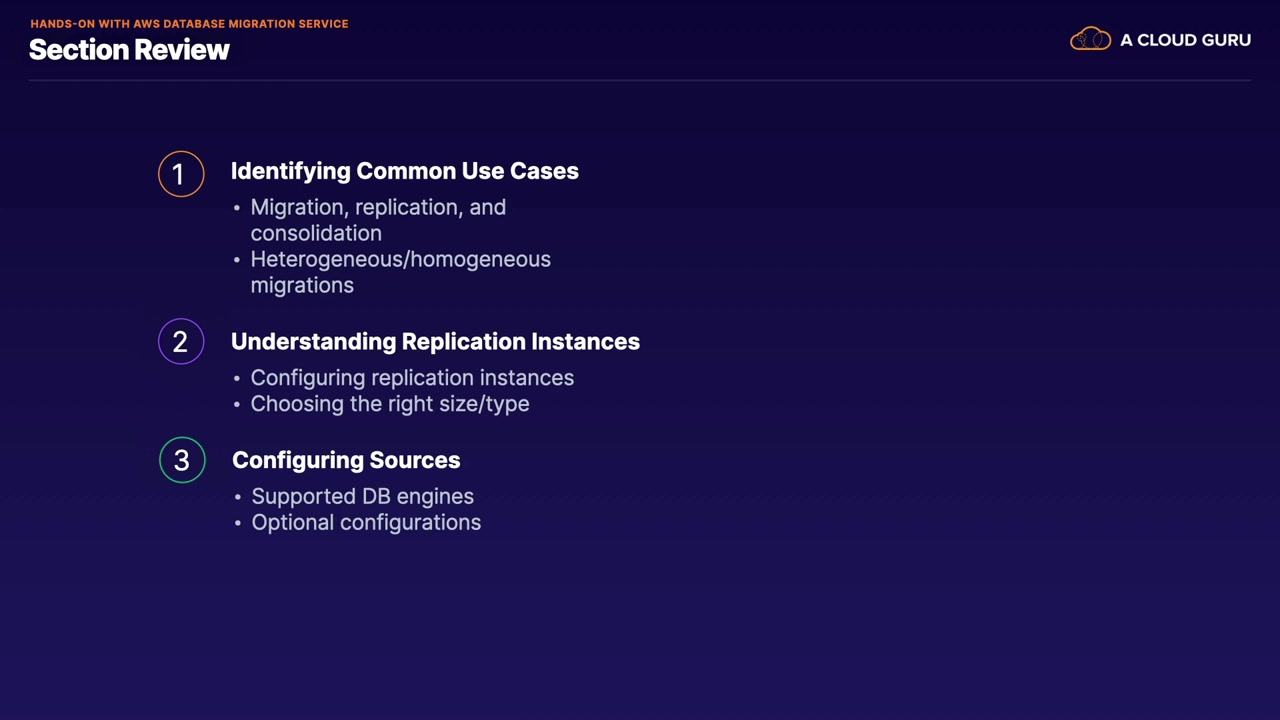 HANDS-ON WITH AWS DATABASE MIGRATION SERVICE
Section Review
A CLOUD GURU
1
Identifying Common Use Cases
• Migration, replication, and
consolidation
• Heterogeneous/homogeneous
migrations
2
Understanding Replication Instances
• Configuring replication instances
• Choosing the right size/type
3
Configuring Sources
• Supported DB engines
• Optional configurations